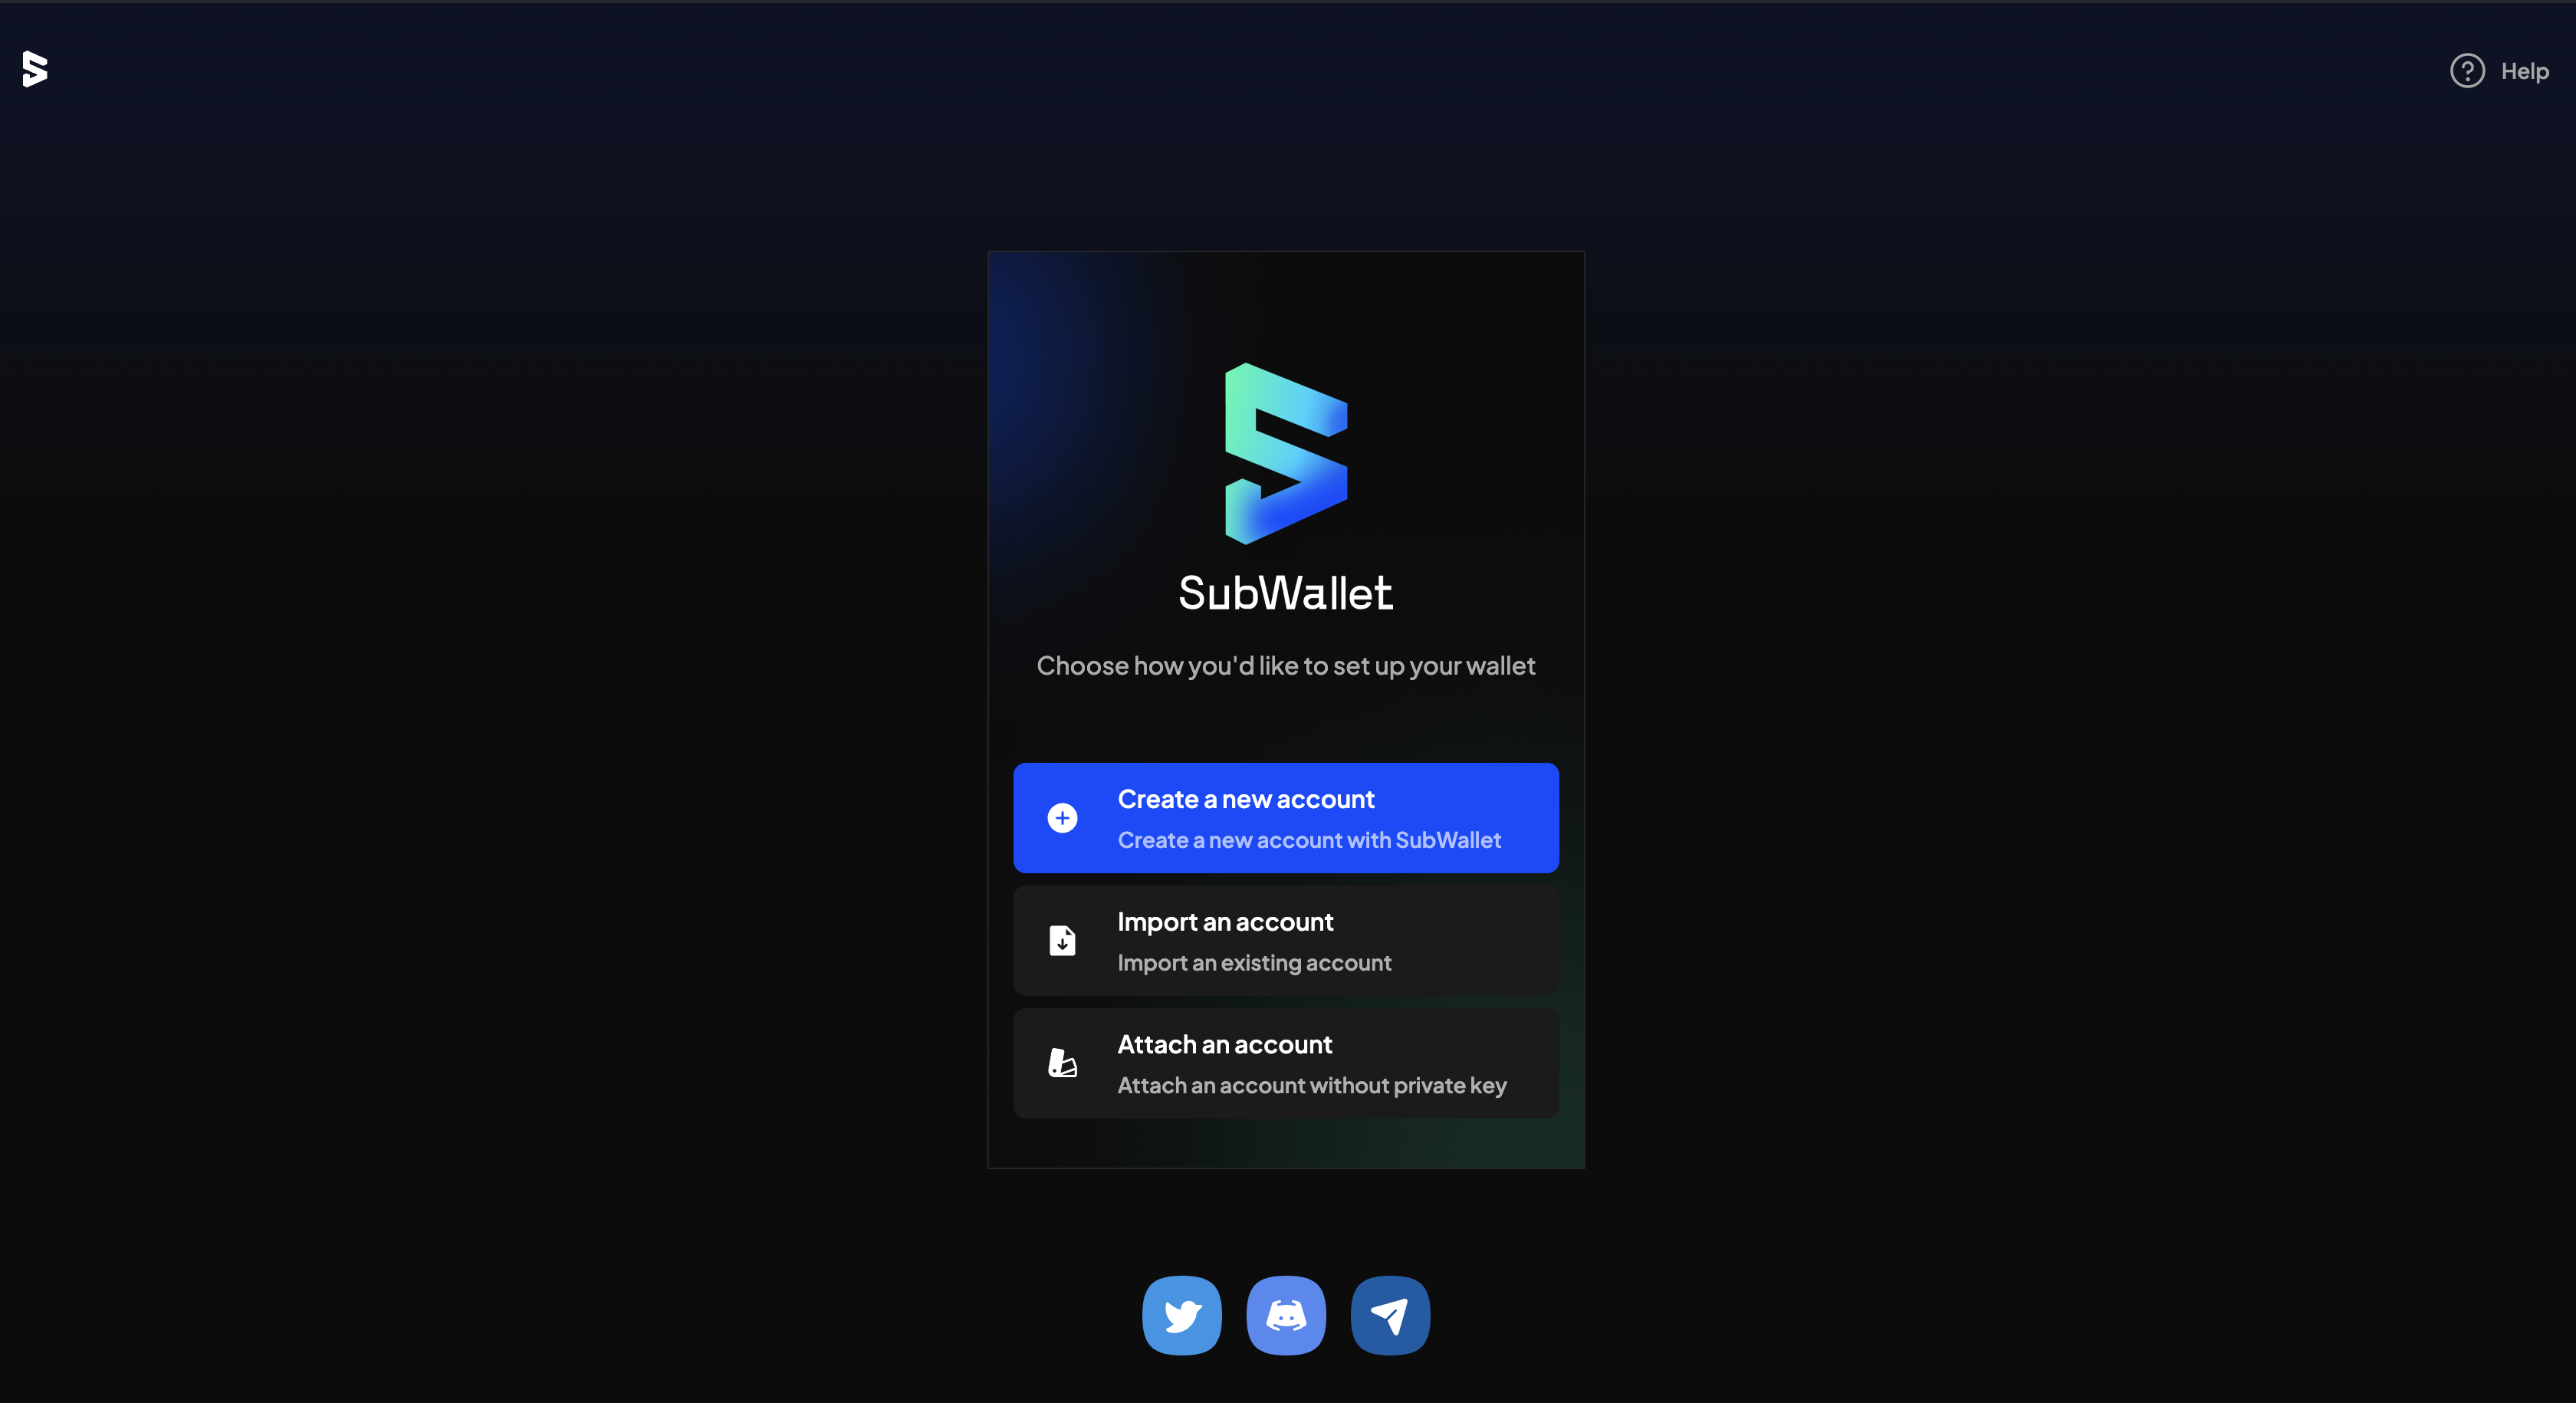 Help
SubWallet
Choose how you'd like to set up your wallet
Create a new account
Create a new account with SubWallet
Import an account
Import an existing account
Attach an account
Attach an account without private key